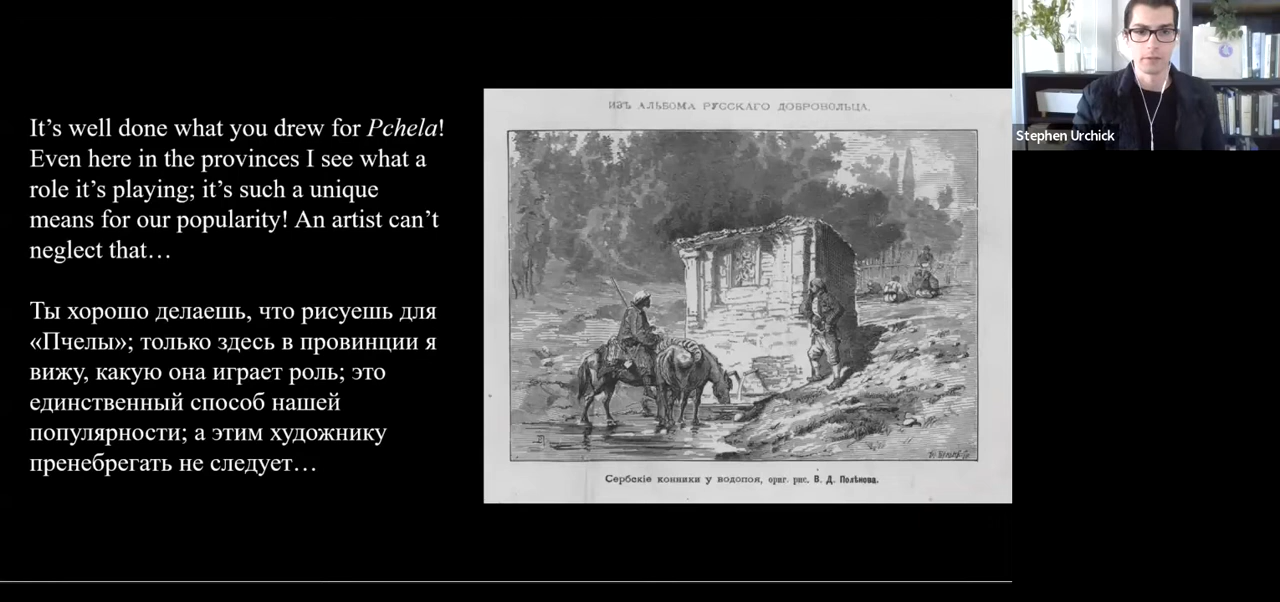 It's well done what you drew for Pchela!
Even here in the provinces I see what a
role it's playing; it's such a unique
means for our popularity! An artist can't
neglect that…
Ты хорошо делаешь, что рисуешь для
«Пчелы»; только здесь в провинции я
вижу, какую она играет роль; это
единственный способ нашей
популярности; а этим художнику
пренебрегать не следует…
ИЗЪ АЛЬБОМА РУССКАГО ДОБРОВОЛЬЦА.
Сербскіе конники у водопоя, ориг. рис. В. Д. Полѣнова.
Stephen Urchick